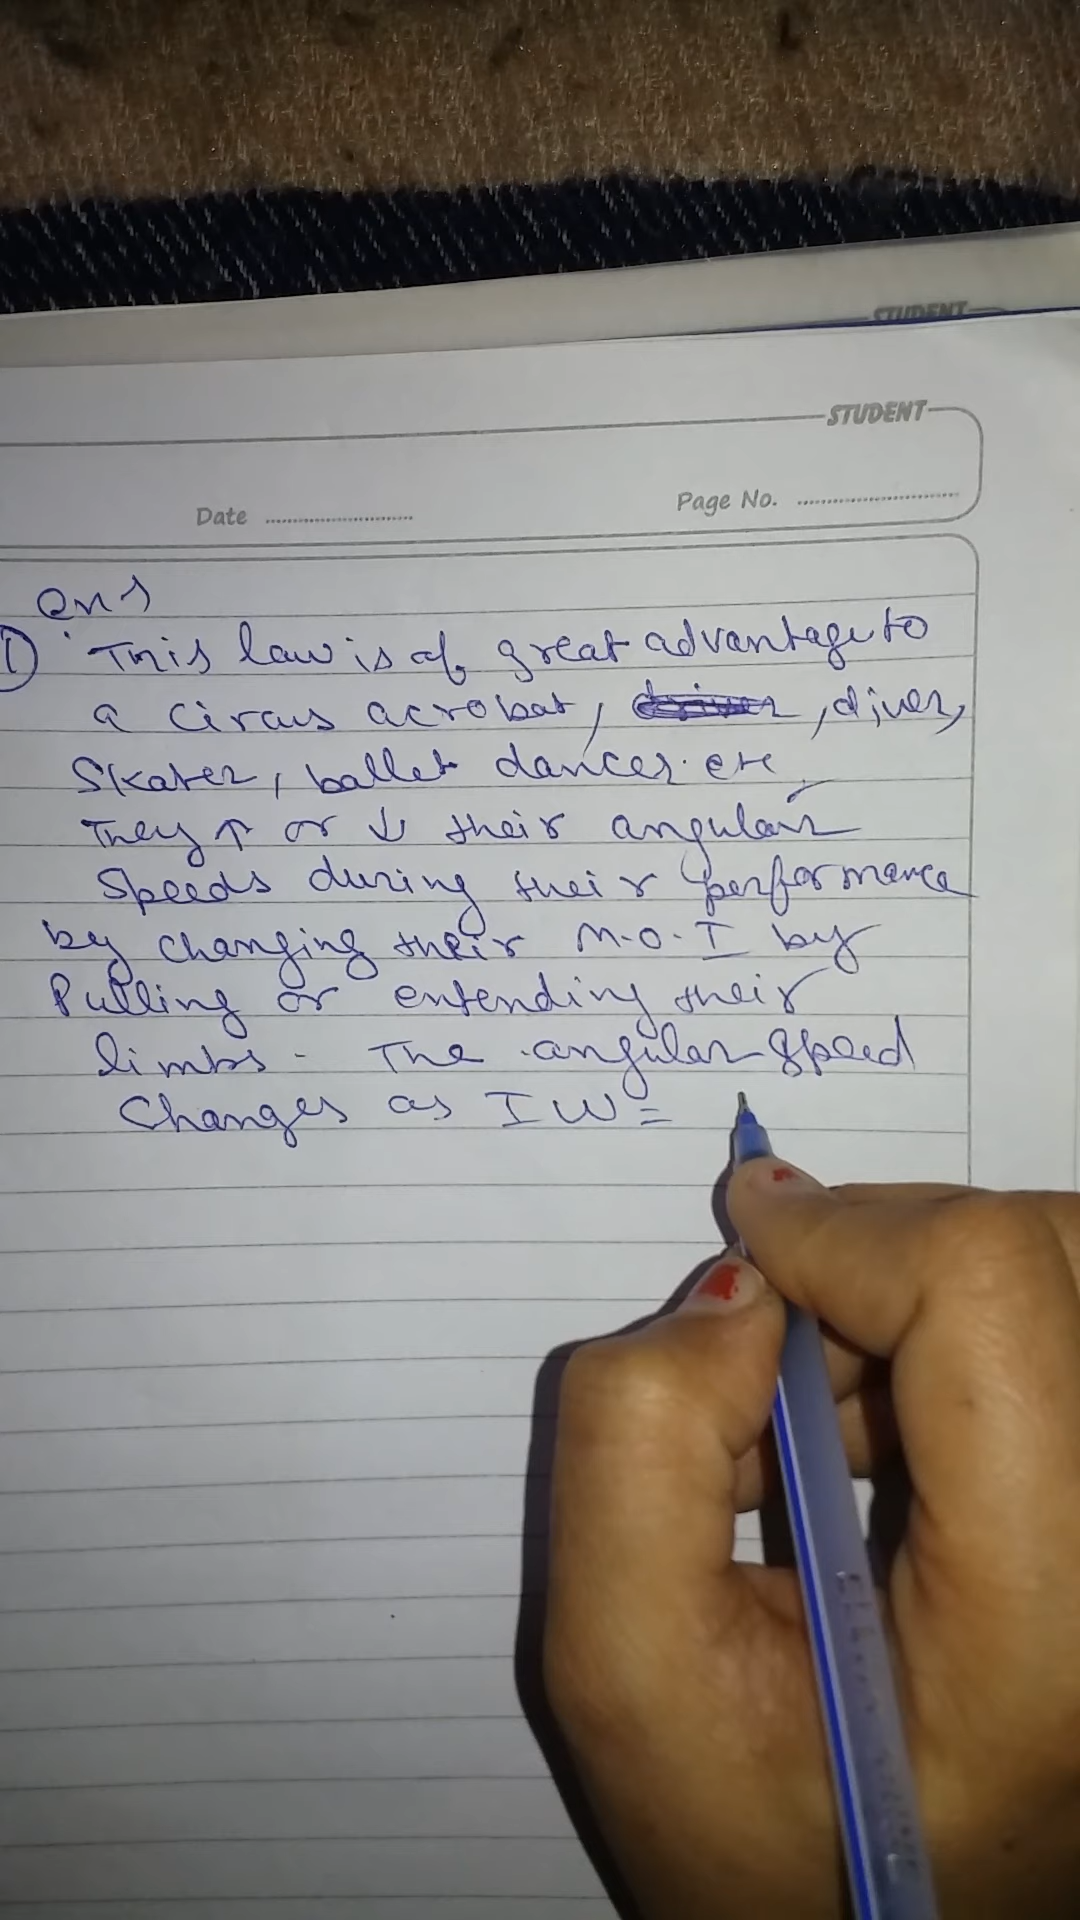 STUDENT
STUDENT
Date
Page No.
Ans
① This law is of great advantage to
a circus acrobat, , diver,
skater, ballet dancer etc
They ↑ or ↓ their angular
speeds during their performance
by changing their M.O.I by
pulling or extending their
limbs. The angular speed
changes as Iω =